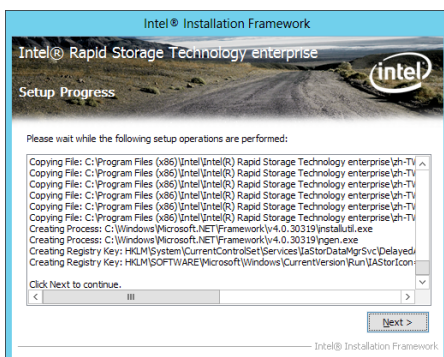 Intel® Installation Framework
Intel® Rapid Storage Technology enterprise
intel
Setup Progress
Please wait while the following setup operations are performed:
Copying File: C:\Program Files (x86)\Intel\Intel(R) Rapid Storage Technology enterprise\zh-TW
Copying File: C:\Program Files (x86)\Intel\Intel(R) Rapid Storage Technology enterprise\zh-TW
Copying File: C:\Program Files (x86)\Intel\Intel(R) Rapid Storage Technology enterprise\zh-TW
Copying File: C:\Program Files (x86)\Intel\Intel(R) Rapid Storage Technology enterprise\zh-TW
Copying File: C:\Program Files (x86)\Intel\Intel(R) Rapid Storage Technology enterprise\zh-TW
Copying File: C:\Program Files (x86)\Intel\Intel(R) Rapid Storage Technology enterprise\zh-TW
Creating Process: C:\Windows\Microsoft.NET\Framework\v4.0.30319\installutil.exe
Creating Process: C:\Windows\Microsoft.NET\Framework\v4.0.30319\ngen.exe
Creating Registry Key: HKLM\System\CurrentControlSet\Services\IAStorDataMgrSvc\Delayed
Creating Registry Key: HKLM\SOFTWARE\Microsoft\Windows\CurrentVersion\Run\IAStorIcon=
Click Next to continue.
Next >
Intel® Installation Framework